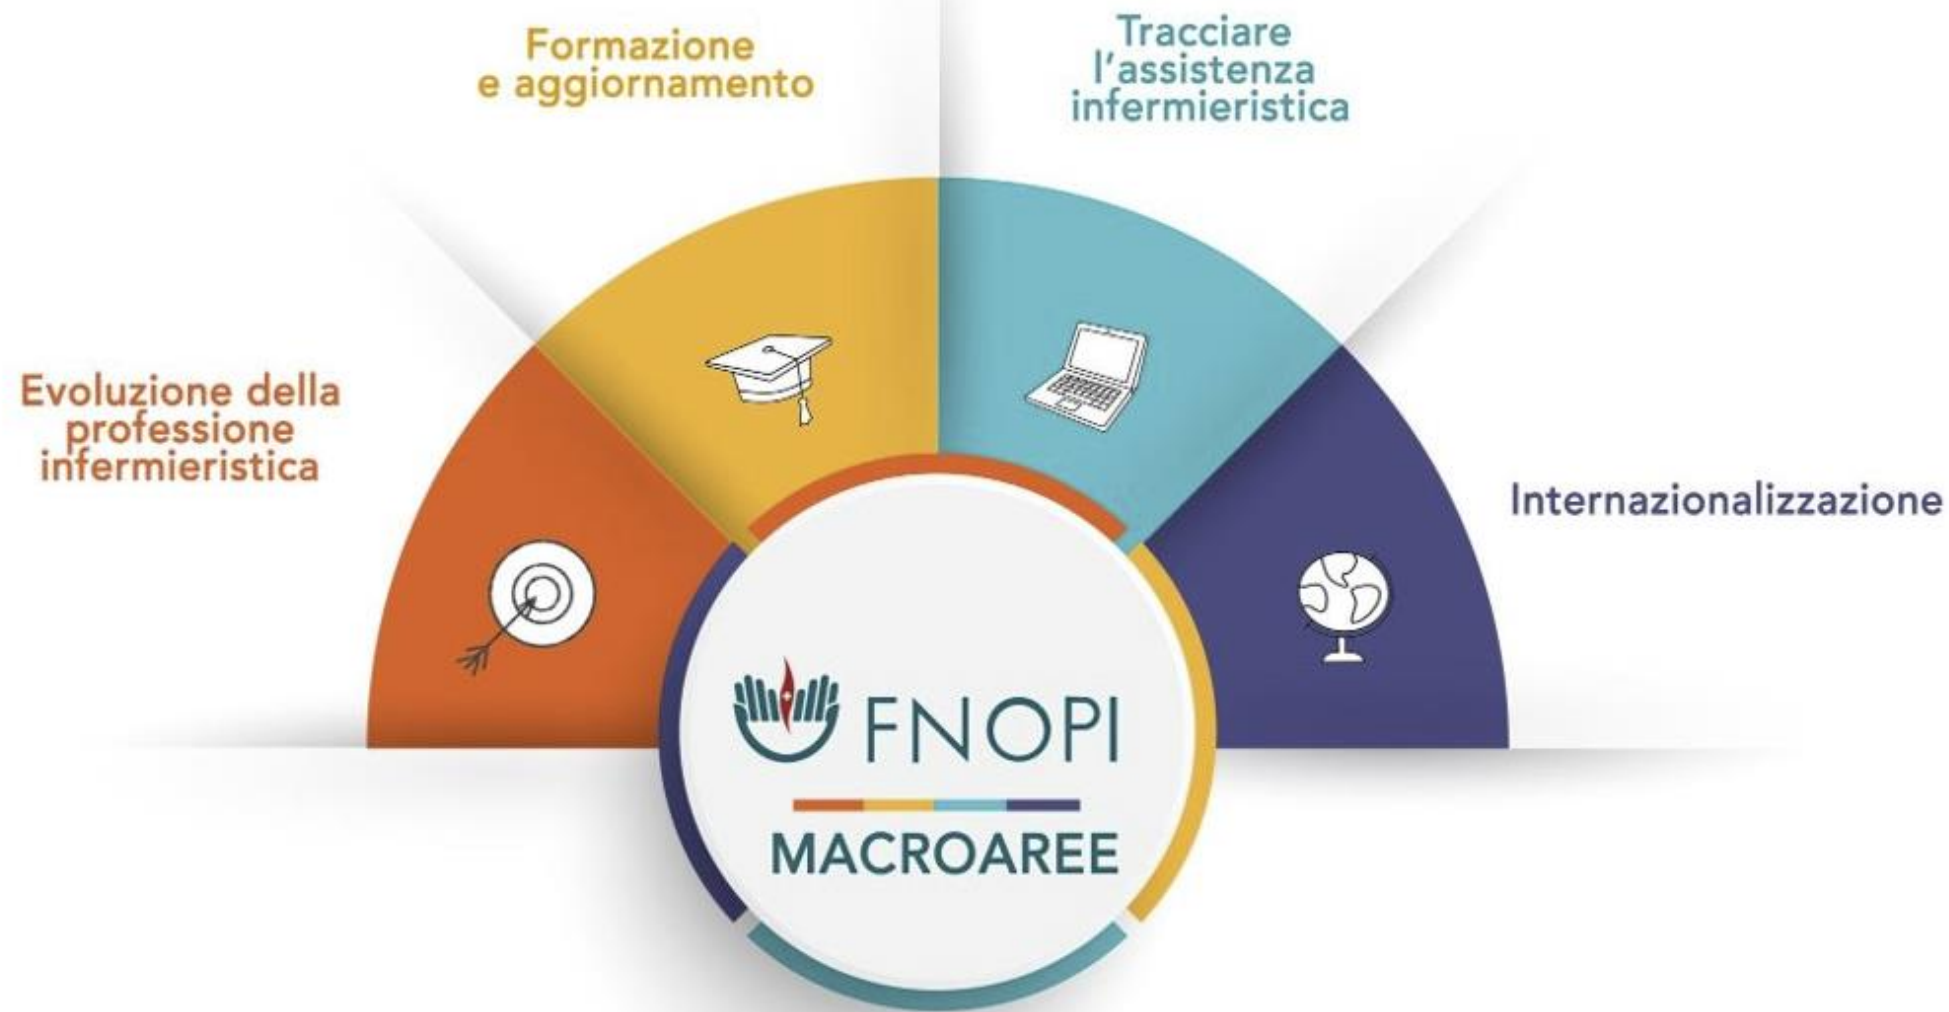 Formazione
e aggiornamento
Tracciare
l'assistenza
infermieristica
Evoluzione della
professione
infermieristica
Internazionalizzazione
FNOPI
MACROAREE